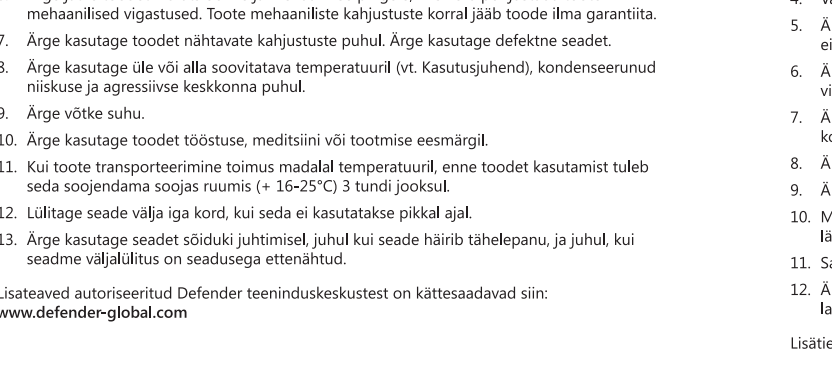 mehaanilised vigastused. Toote mehaaniliste kahjustuste korral jääb toode ilma garantiita.
7. Ärge kasutage toodet nähtavate kahjustuste puhul. Ärge kasutage defektne seadet.
8. Ärge kasutage üle või alla soovitatava temperatuuril (vt. Kasutusjuhend), kondenseerunud
niiskuse ja agressiivse keskkonna puhul.
9. Ärge võtke suhu.
10. Ärge kasutage toodet tööstuse, meditsiini või tootmise eesmärgil.
11. Kui toote transporteerimine toimus madalal temperatuuril, enne toodet kasutamist tuleb
seda soojendama soojas ruumis (+ 16-25°C) 3 tundi jooksul.
12. Lülitage seade välja iga kord, kui seda ei kasutatakse pikkal ajal.
13. Ärge kasutage seadet sõiduki juhtimisel, juhul kui seade häirib tähelepanu, ja juhul, kui
seadme väljalülitus on seadusega ettenähtud.
Lisateaved autoriseeritud Defender teeninduskeskustest on kättesaadavad siin:
www.defender-global.com
5. Ä
6. Ä
7. Ä
8. Ä
9. Ä
10. M
11. Sa
12. Ä
la
Lisätie